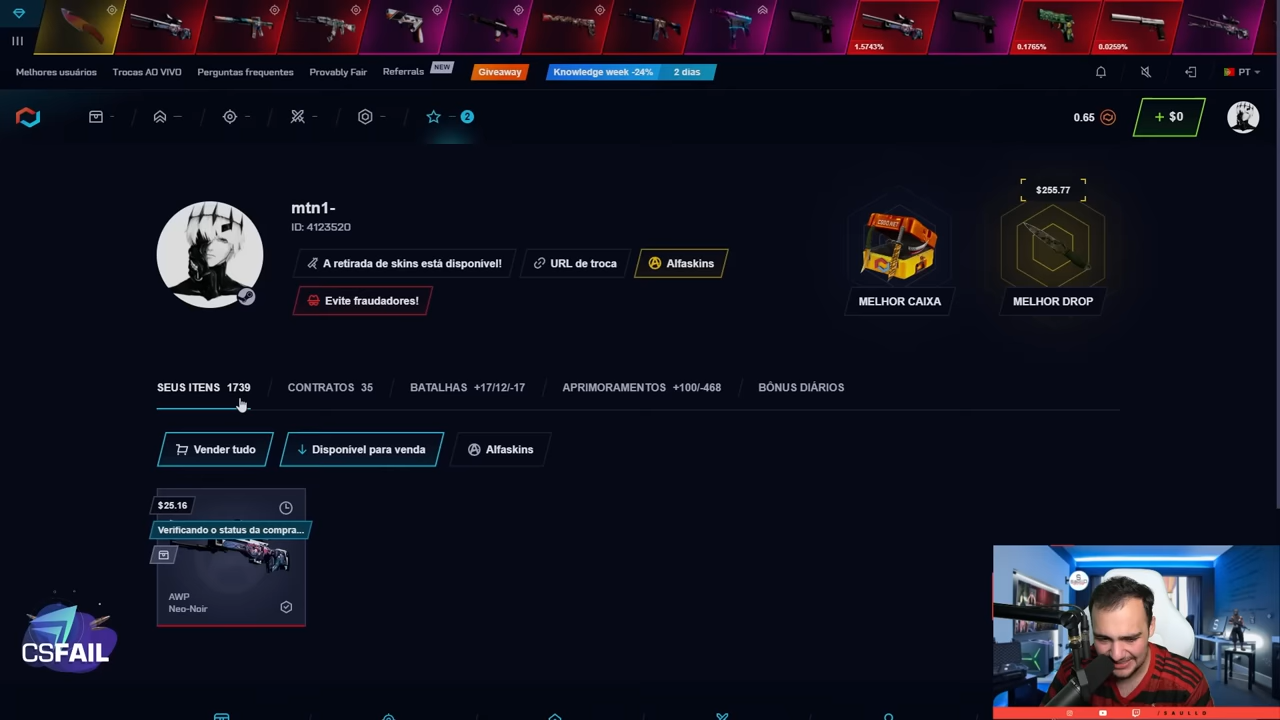 1.5743%
0.1765%
0.0259%
Melhores usuários
Trocas AO VIVO
Perguntas frequentes
Provably Fair
Referrals
NEW
Giveaway
Knowledge week -24%
2 dias
PT
2
0.65
+ $0
mtn1-
ID: 4123520
A retirada de skins está disponível!
URL de troca
Alfaskins
Evite fraudadores!
MELHOR CAIXA
$255.77
MELHOR DROP
SEUS ITENS 1739
CONTRATOS 35
BATALHAS +17/12/-17
APRIMORAMENTOS +100/-468
BÔNUS DIÁRIOS
Vender tudo
Disponível para venda
Alfaskins
$25.16
Verificando o status da compra...
AWP
Neo-Noir
CSFAIL
/SAULLO